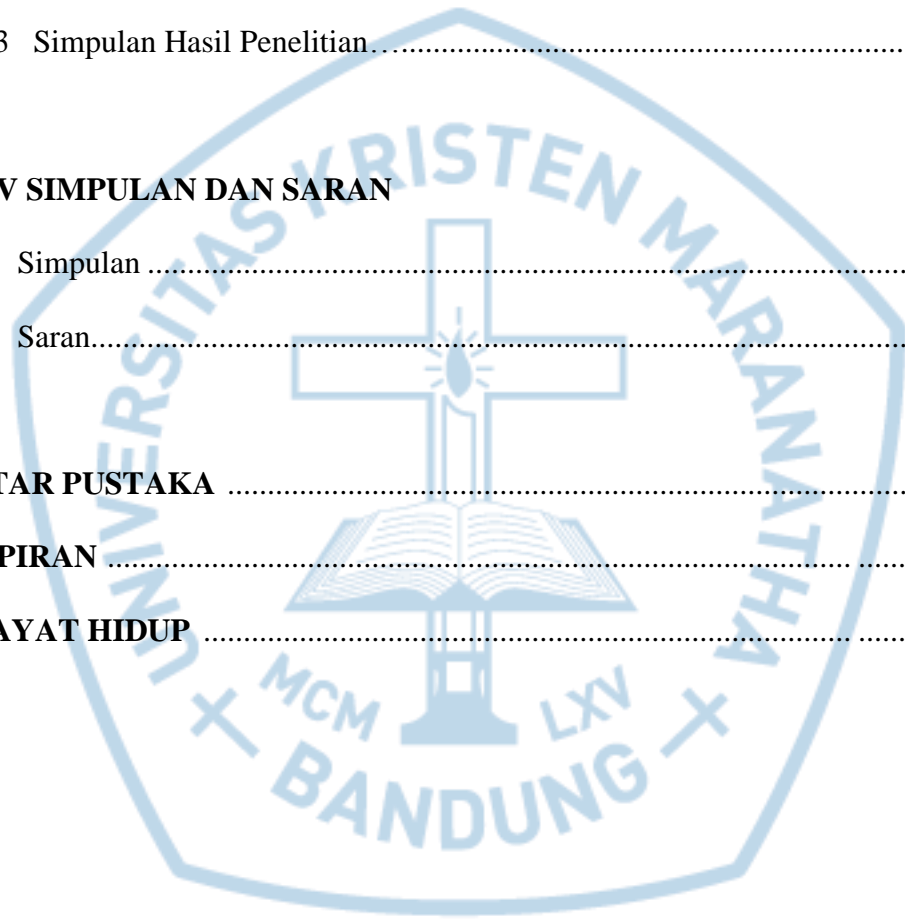 3 Simpulan Hasil Penelitian.............................................................................
V SIMPULAN DAN SARAN
Simpulan .............................................................................................
Saran....................................................................................................
TAR PUSTAKA ....................................................................................
PIRAN .............................................................................................. ......
AYAT HIDUP .................................................................................. ......
UNIVERSITAS KRISTEN MARANATHA
MCM LXV
BANDUNG